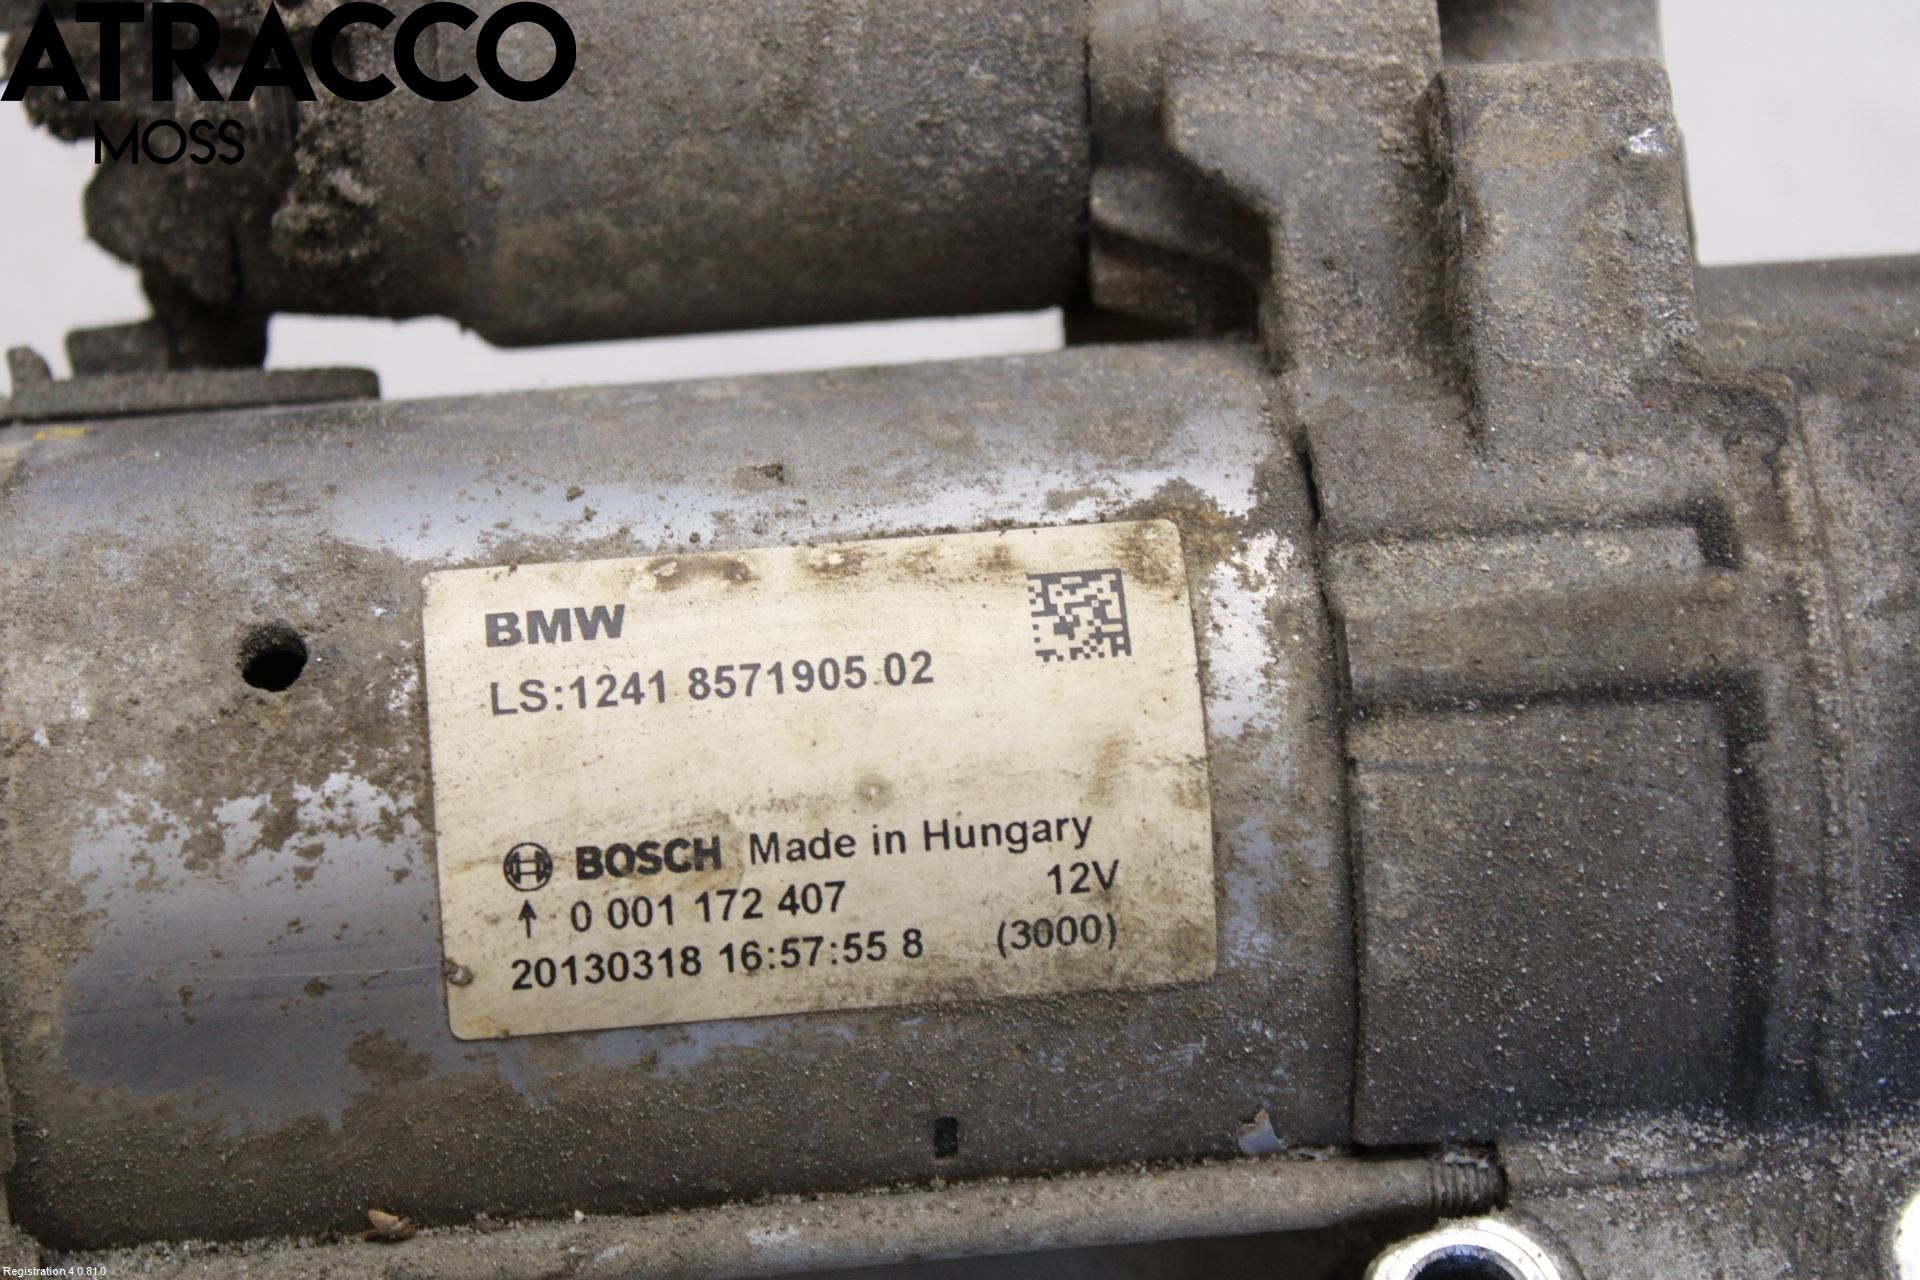 ATRACCO
MOSS
BMW
LS:1241 8571905 02
BOSCH Made in Hungary
↑ 0 001 172 407 12V
20130318 16:57:55 8 (3000)
Registration 4.0.81.0